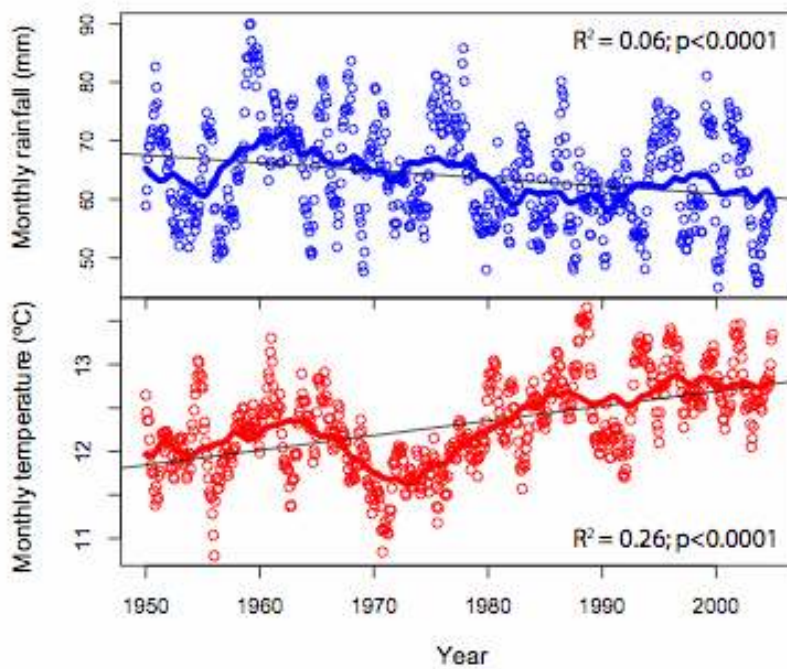 Monthly rainfall (mm)
90
80
70
60
50
R² = 0.06; p<0.0001
Monthly temperature (ºC)
13
12
11
R² = 0.26; p<0.0001
1950 1960 1970 1980 1990 2000
Year